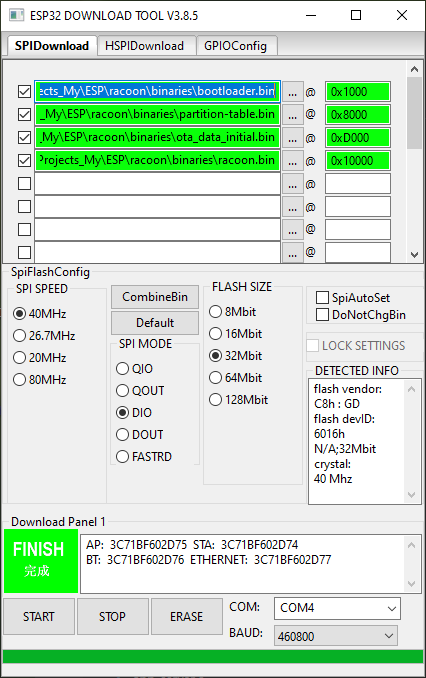 ESP32 DOWNLOAD TOOL V3.8.5
SPIDownload HSPIDownload GPIOConfig
jects_My\ESP\racoon\binaries\bootloader.bin ... @ 0x1000
_My\ESP\racoon\binaries\partition-table.bin ... @ 0x8000
_My\ESP\racoon\binaries\ota_data_initial.bin ... @ 0xD000
Projects_My\ESP\racoon\binaries\racoon.bin ... @ 0x10000
... @
... @
... @
... @
SpiFlashConfig
SPI SPEED
40MHz
26.7MHz
20MHz
80MHz
CombineBin
Default
SPI MODE
QIO
QOUT
DIO
DOUT
FASTRD
FLASH SIZE
8Mbit
16Mbit
32Mbit
64Mbit
128Mbit
SpiAutoSet
DoNotChgBin
LOCK SETTINGS
DETECTED INFO
flash vendor:
C8h : GD
flash devID:
6016h
N/A;32Mbit
crystal:
40 Mhz
Download Panel 1
FINISH
完成
AP: 3C71BF602D75 STA: 3C71BF602D74
BT: 3C71BF602D76 ETHERNET: 3C71BF602D77
START STOP ERASE
COM: COM4
BAUD: 460800